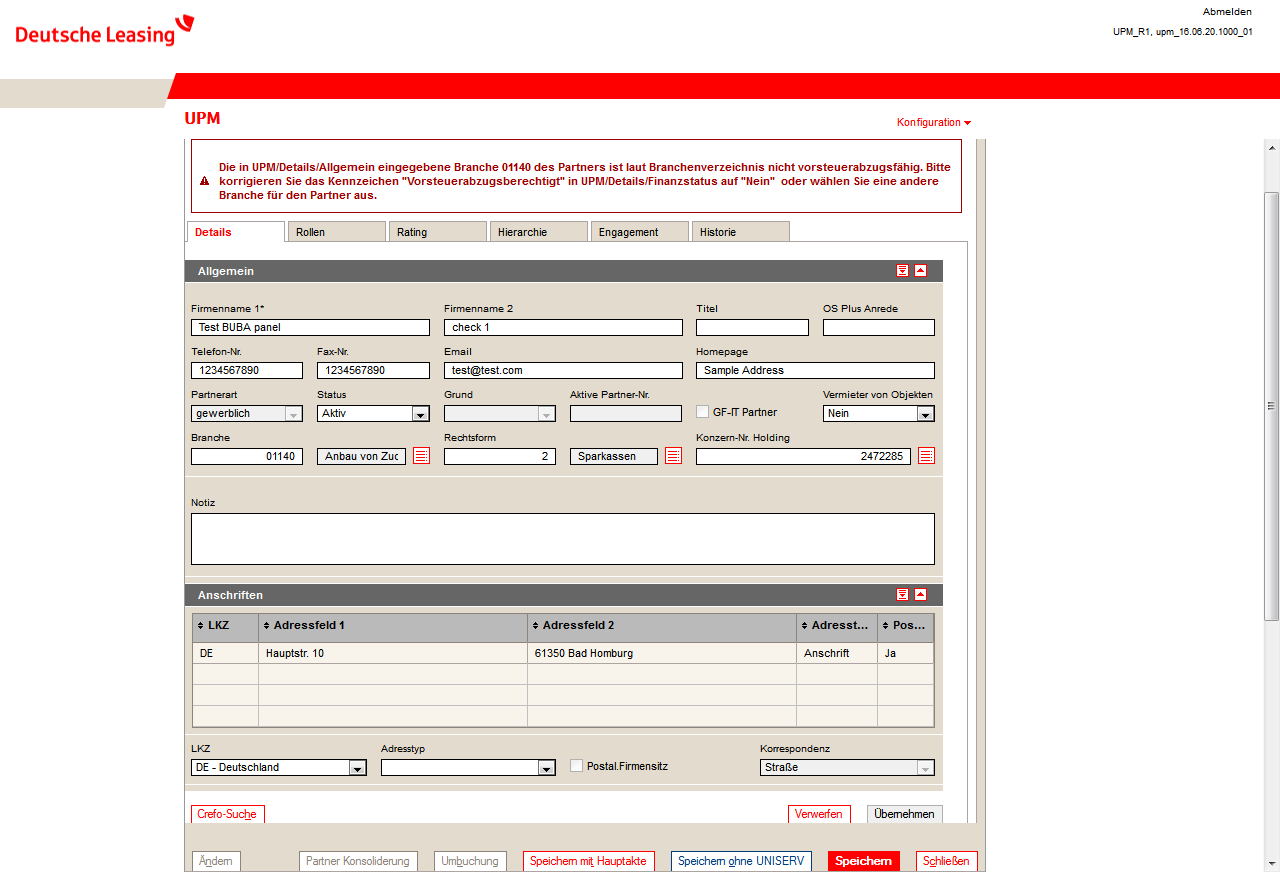 Deutsche Leasing
Abmelden
UPM_R1, upm_16.06.20.1000_01
UPM
Konfiguration
Die in UPM/Details/Allgemein eingegebene Branche 01140 des Partners ist laut Branchenverzeichnis nicht vorsteuerabzugsfähig. Bitte
korrigieren Sie das Kennzeichen "Vorsteuerabzugsberechtigt" in UPM/Details/Finanzstatus auf "Nein" oder wählen Sie eine andere
Branche für den Partner aus.
Details Rollen Rating Hierarchie Engagement Historie
Allgemein
Firmenname 1* Firmenname 2 Titel OS Plus Anrede
Test BUBA panel check 1
Telefon-Nr. Fax-Nr. Email Homepage
1234567890 1234567890 test@test.com Sample Address
Partnerart Status Grund Aktive Partner-Nr. Vermieter von Objekten
gewerblich Aktiv GF-IT Partner Nein
Branche Rechtsform Konzern-Nr. Holding
01140 Anbau von Zuc 2 Sparkassen 2472285
Notiz
Anschriften
LKZ Adressfeld 1 Adressfeld 2 Adresst... Pos...
DE Hauptstr. 10 61350 Bad Homburg Anschrift Ja
LKZ Adresstyp Korrespondenz
DE - Deutschland Postal.Firmensitz Straße
Crefo-Suche Verwerfen Übernehmen
Ändern Partner Konsoliderung Umbuchung Speichern mit Hauptakte Speichern ohne UNISERV Speichern Schließen